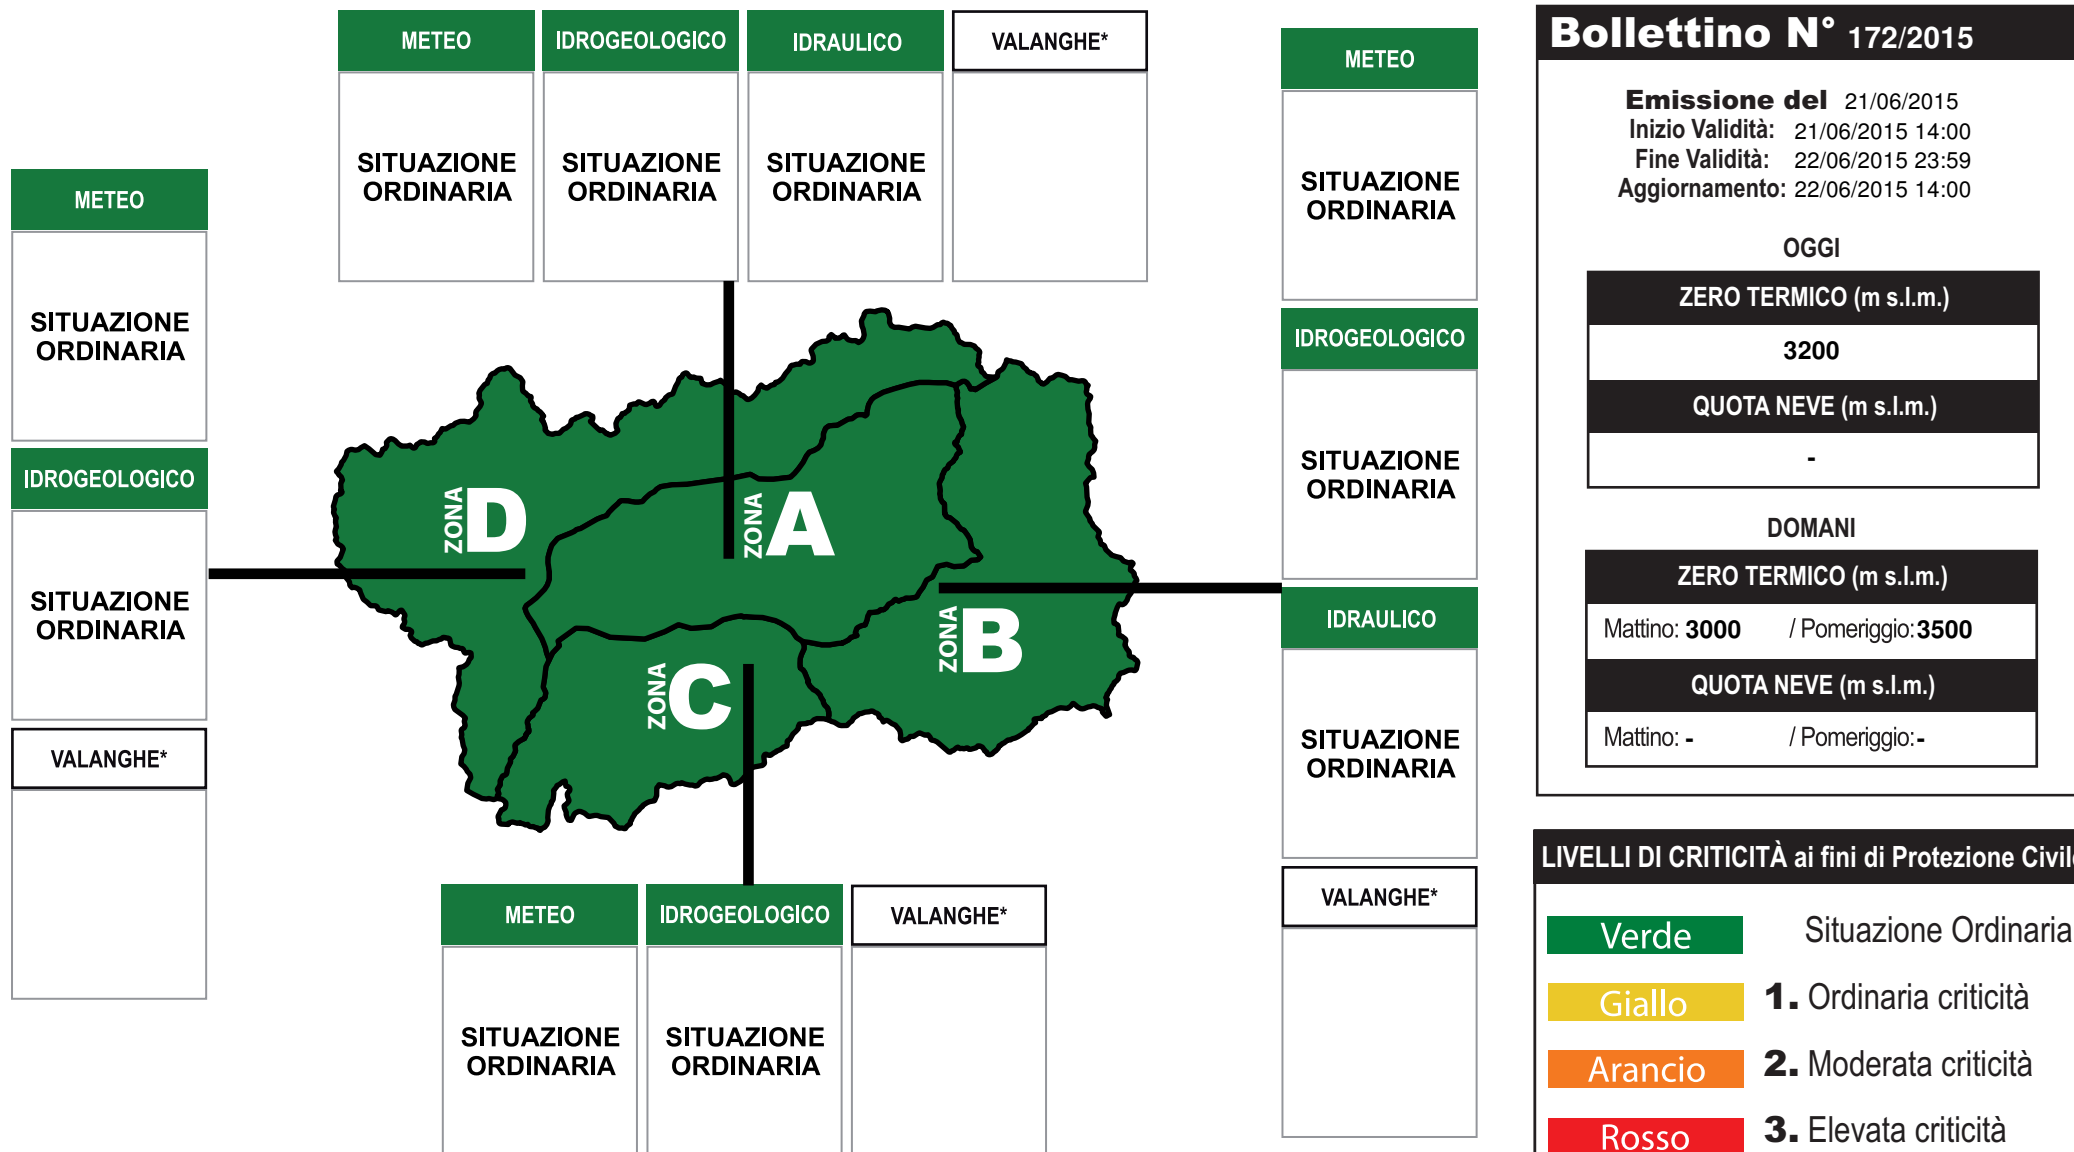 METEO
IDROGEOLOGICO
IDRAULICO
VALANGHE*
SITUAZIONE
ORDINARIA
SITUAZIONE
ORDINARIA
SITUAZIONE
ORDINARIA
METEO
SITUAZIONE
ORDINARIA
IDROGEOLOGICO
SITUAZIONE
ORDINARIA
VALANGHE*
ZONA D
ZONA A
ZONA B
ZONA C
METEO
SITUAZIONE
ORDINARIA
IDROGEOLOGICO
SITUAZIONE
ORDINARIA
IDRAULICO
SITUAZIONE
ORDINARIA
VALANGHE*
METEO
IDROGEOLOGICO
VALANGHE*
SITUAZIONE
ORDINARIA
SITUAZIONE
ORDINARIA
Bollettino N° 172/2015
Emissione del 21/06/2015
Inizio Validità: 21/06/2015 14:00
Fine Validità: 22/06/2015 23:59
Aggiornamento: 22/06/2015 14:00
OGGI
ZERO TERMICO (m s.l.m.)
3200
QUOTA NEVE (m s.l.m.)
-
DOMANI
ZERO TERMICO (m s.l.m.)
Mattino: 3000 / Pomeriggio: 3500
QUOTA NEVE (m s.l.m.)
Mattino: - / Pomeriggio: -
LIVELLI DI CRITICITÀ ai fini di Protezione Civile
Verde Situazione Ordinaria
Giallo 1. Ordinaria criticità
Arancio 2. Moderata criticità
Rosso 3. Elevata criticità